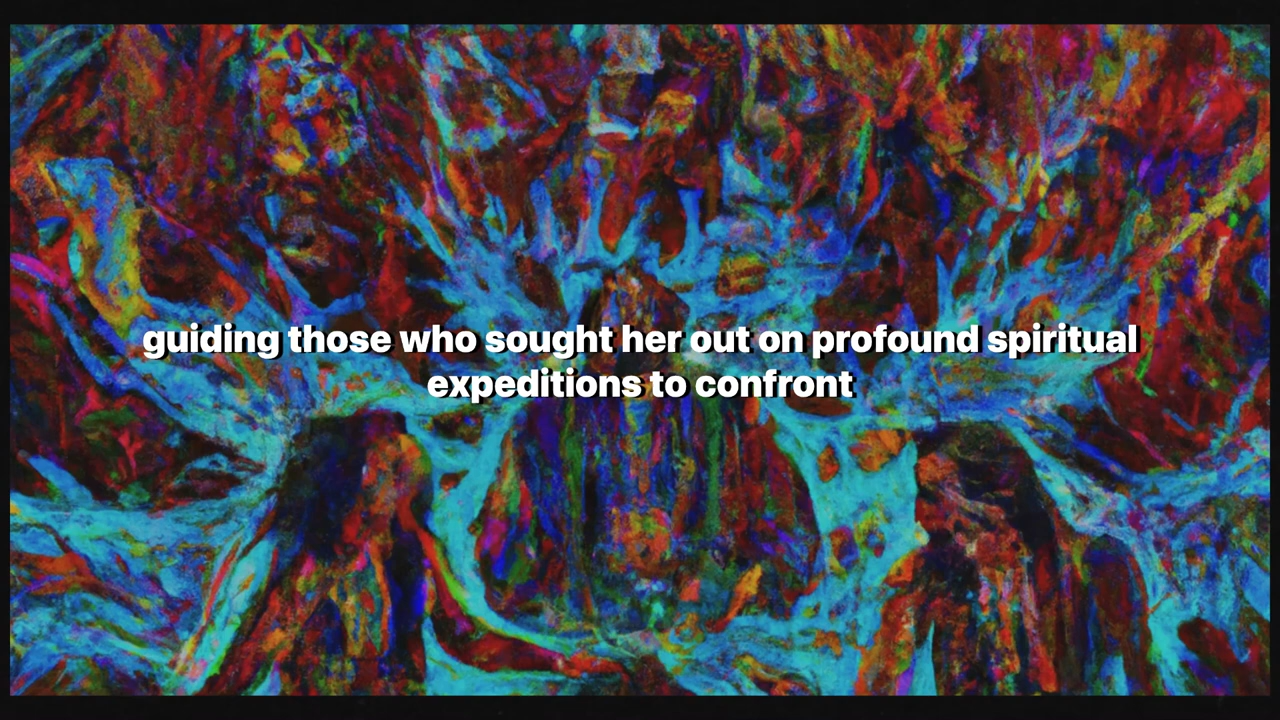 guiding those who sought her out on profound spiritual
expeditions to confront